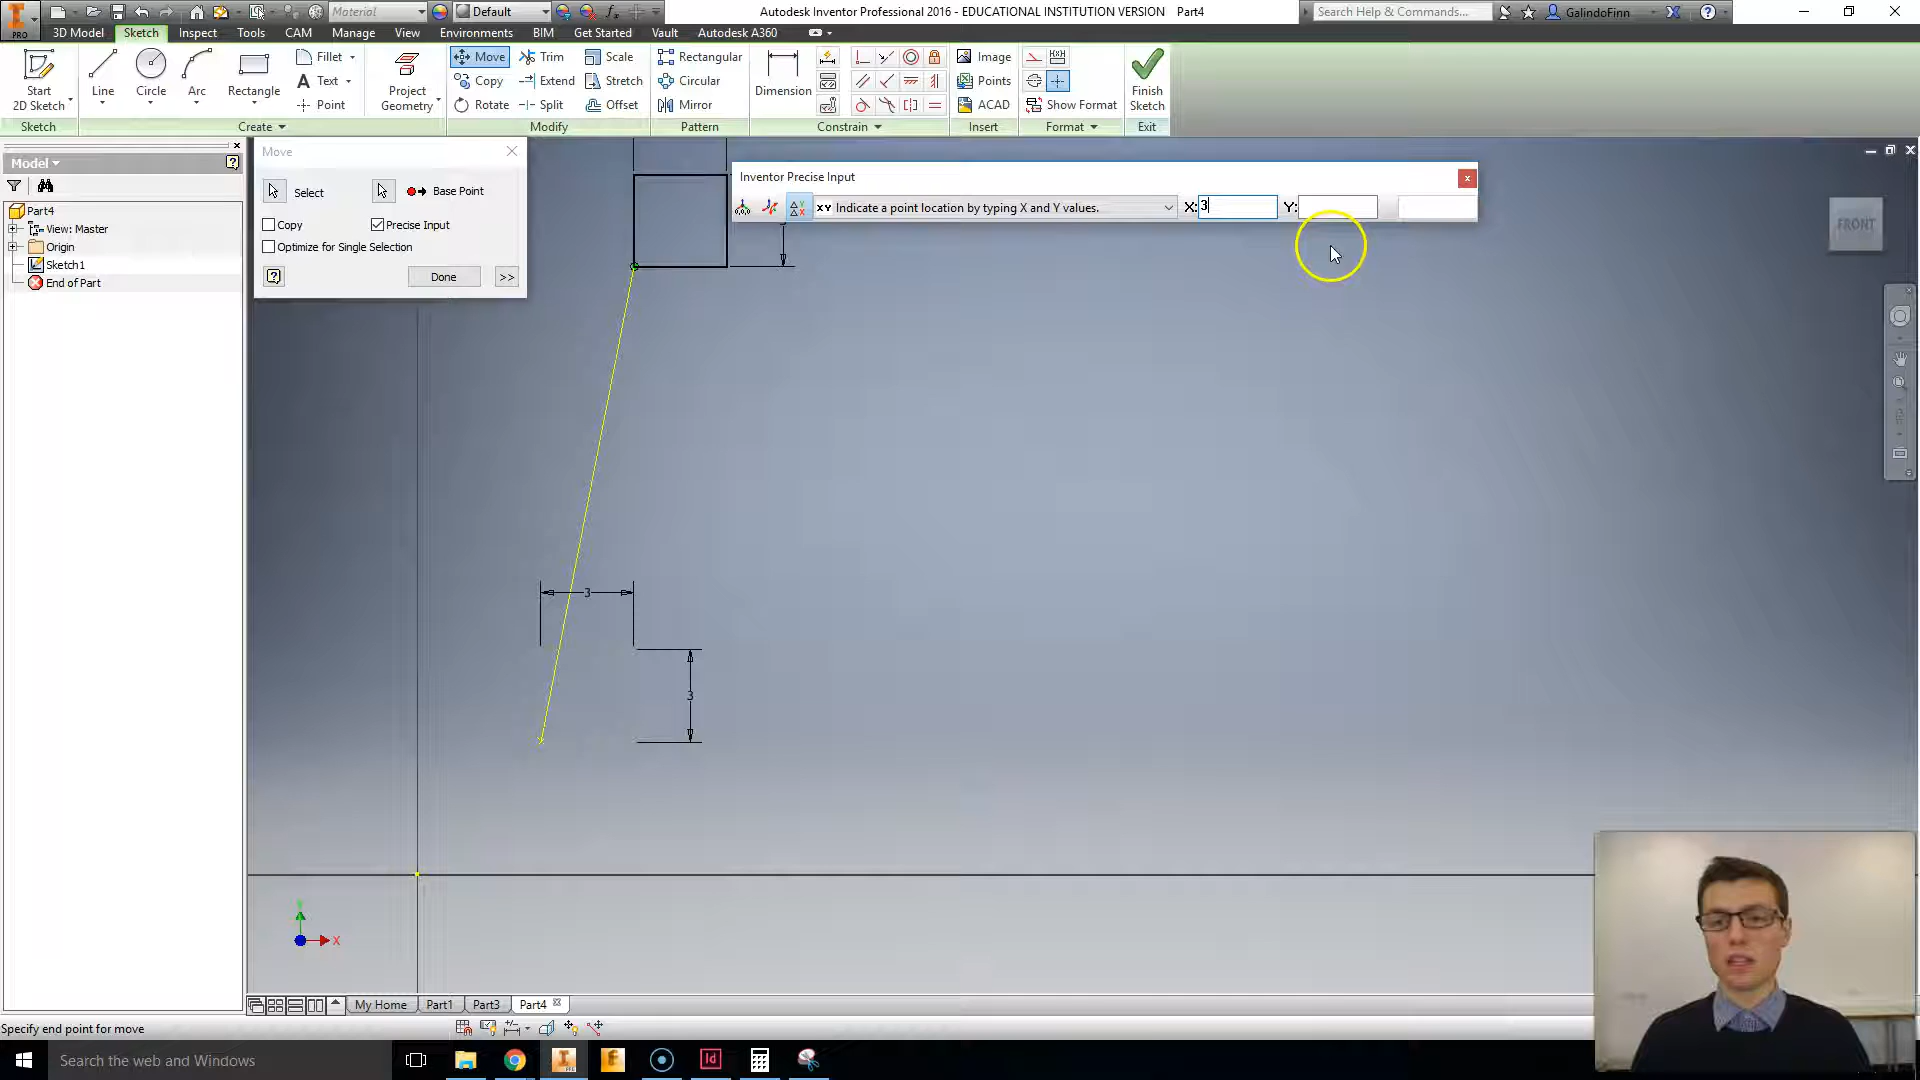 Material
Default
Autodesk Inventor Professional 2016 - EDUCATIONAL INSTITUTION VERSION Part4
Search Help & Commands...
GalindoFinn
PRO
3D Model
Sketch
Inspect
Tools
CAM
Manage
View
Environments
BIM
Get Started
Vault
Autodesk A360
Start
2D Sketch
Line
Circle
Arc
Rectangle
Fillet
Text
Point
Project
Geometry
Move
Copy
Rotate
Trim
Extend
Split
Scale
Stretch
Offset
Rectangular
Circular
Mirror
Dimension
Image
Points
ACAD
Show Format
Finish
Sketch
Sketch
Create
Modify
Pattern
Constrain
Insert
Format
Exit
Model
Part4
View: Master
Origin
Sketch1
End of Part
Move
Select
Base Point
Copy
Precise Input
Optimize for Single Selection
Done
>>
Inventor Precise Input
XY Indicate a point location by typing X and Y values.
X: 3
Y:
FRONT
3
3
Y
X
My Home
Part1
Part3
Part4
Specify end point for move
Search the web and Windows
PRO
Id